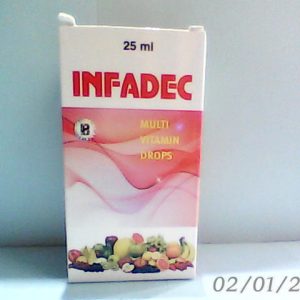 25 ml
INFADEC
MULTI
VITAMIN
DROPS
02/01/2